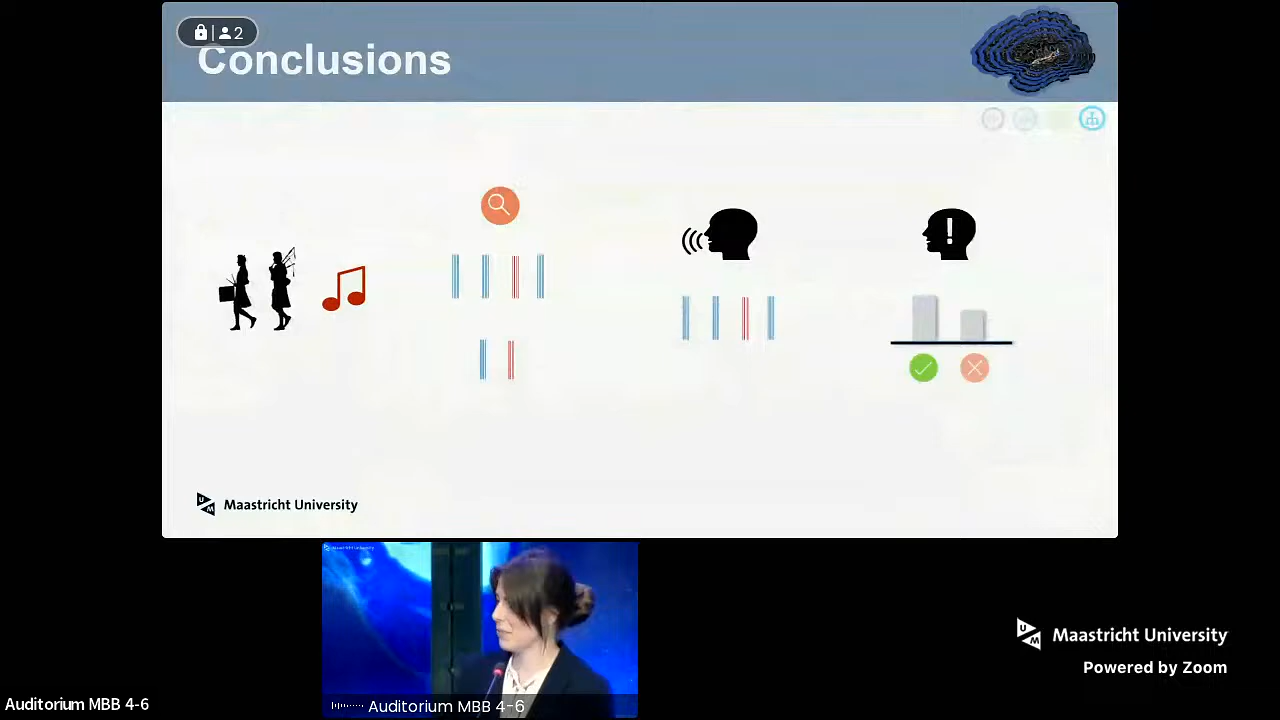 2
Conclusions
!
Maastricht University
Maastricht University
Powered by Zoom
Auditorium MBB 4-6
Auditorium MBB 4-6